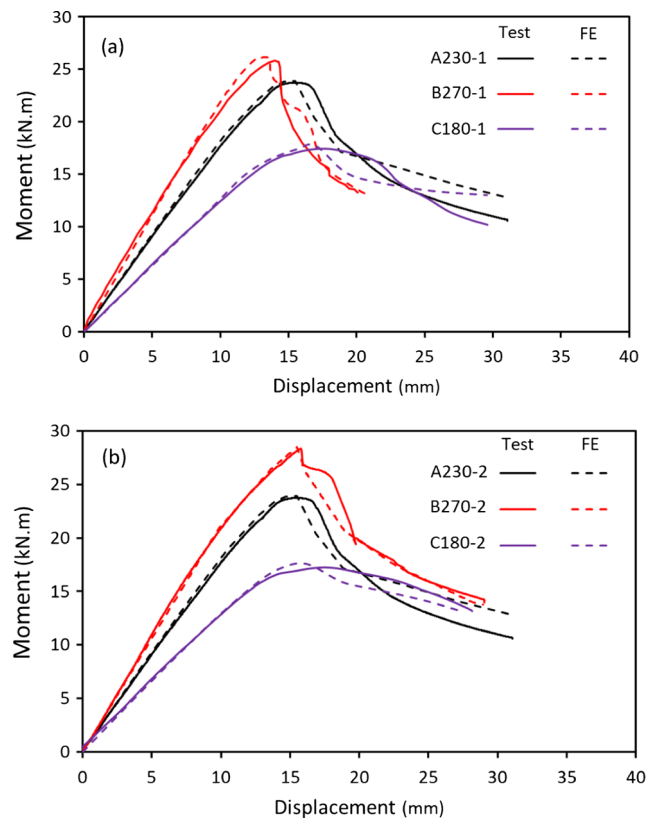 (a)
Test FE
A230-1
B270-1
C180-1
30
25
20
15
10
5
0
Moment (kN.m)
0 5 10 15 20 25 30 35 40
Displacement (mm)
(b)
Test FE
A230-2
B270-2
C180-2
30
25
20
15
10
5
0
Moment (kN.m)
0 5 10 15 20 25 30 35 40
Displacement (mm)